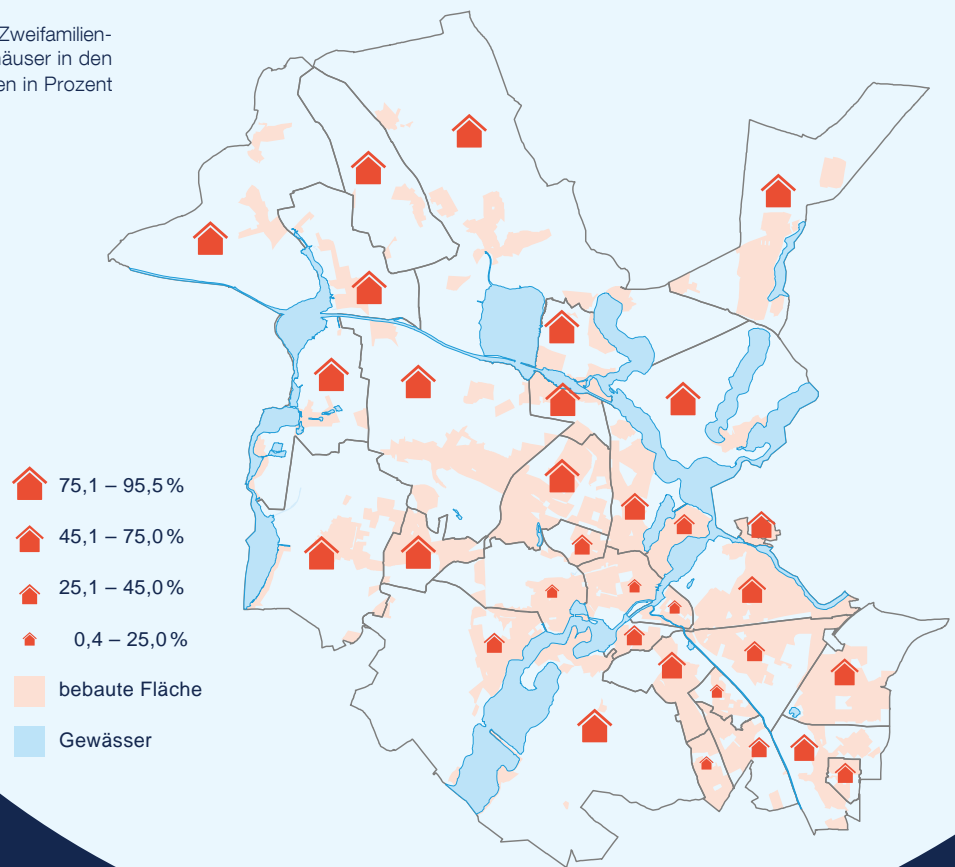 Zweifamilien-
häuser in den
en in Prozent
75,1 – 95,5 %
45,1 – 75,0 %
25,1 – 45,0 %
0,4 – 25,0 %
bebaute Fläche
Gewässer